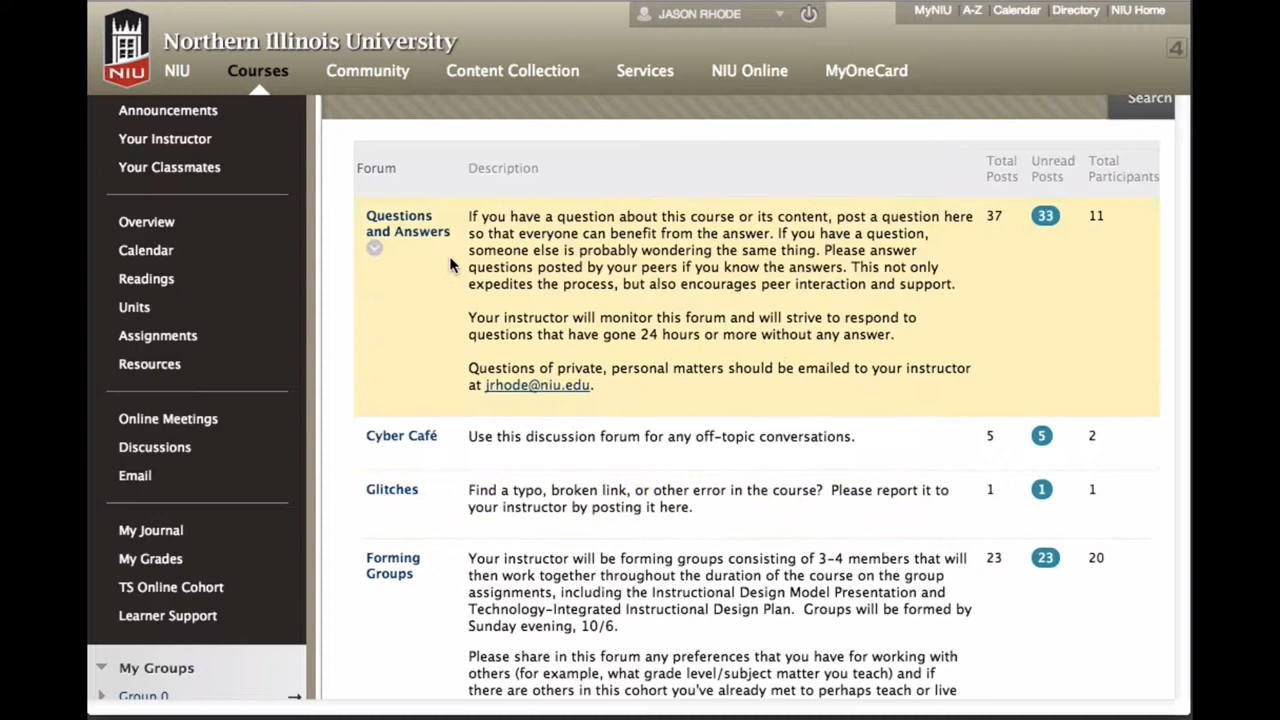 JASON RHODE
MyNIU A-Z Calendar Directory NIU Home
4
Northern Illinois University
NIU
NIU Courses Community Content Collection Services NIU Online MyOneCard
Search
Announcements
Your Instructor
Your Classmates
Overview
Calendar
Readings
Units
Assignments
Resources
Online Meetings
Discussions
Email
My Journal
My Grades
TS Online Cohort
Learner Support
My Groups
Group 0
Forum Description Total Posts Unread Posts Total Participants
Questions and Answers
If you have a question about this course or its content, post a question here
so that everyone can benefit from the answer. If you have a question,
someone else is probably wondering the same thing. Please answer
questions posted by your peers if you know the answers. This not only
expedites the process, but also encourages peer interaction and support.
Your instructor will monitor this forum and will strive to respond to
questions that have gone 24 hours or more without any answer.
Questions of private, personal matters should be emailed to your instructor
at jrhode@niu.edu.
37 33 11
Cyber Café Use this discussion forum for any off-topic conversations. 5 5 2
Glitches Find a typo, broken link, or other error in the course? Please report it to
your instructor by posting it here.
1 1 1
Forming Groups
Your instructor will be forming groups consisting of 3-4 members that will
then work together throughout the duration of the course on the group
assignments, including the Instructional Design Model Presentation and
Technology-Integrated Instructional Design Plan. Groups will be formed by
Sunday evening, 10/6.
Please share in this forum any preferences that you have for working with
others (for example, what grade level/subject matter you teach) and if
there are others in this cohort you've already met to perhaps teach or live
23 23 20